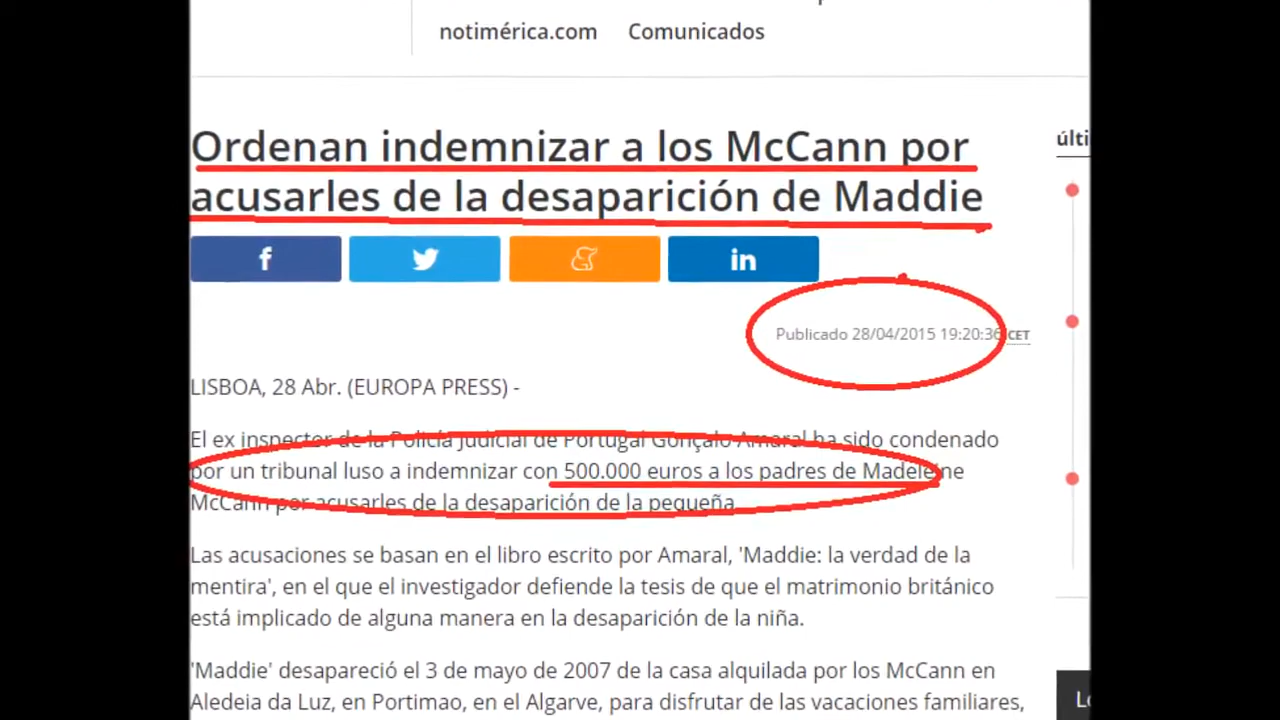 notimérica.com Comunicados
Ordenan indemnizar a los McCann por
acusarles de la desaparición de Maddie
últi
f
in
Publicado 28/04/2015 19:20:36 CET
LISBOA, 28 Abr. (EUROPA PRESS) -
El ex inspector de la Policía Judicial de Portugal Gonçalo Amaral ha sido condenado
por un tribunal luso a indemnizar con 500.000 euros a los padres de Madeleine
McCann por acusarles de la desaparición de la pequeña.
Las acusaciones se basan en el libro escrito por Amaral, 'Maddie: la verdad de la
mentira', en el que el investigador defiende la tesis de que el matrimonio británico
está implicado de alguna manera en la desaparición de la niña.
'Maddie' desapareció el 3 de mayo de 2007 de la casa alquilada por los McCann en
Aledeia da Luz, en Portimao, en el Algarve, para disfrutar de las vacaciones familiares,